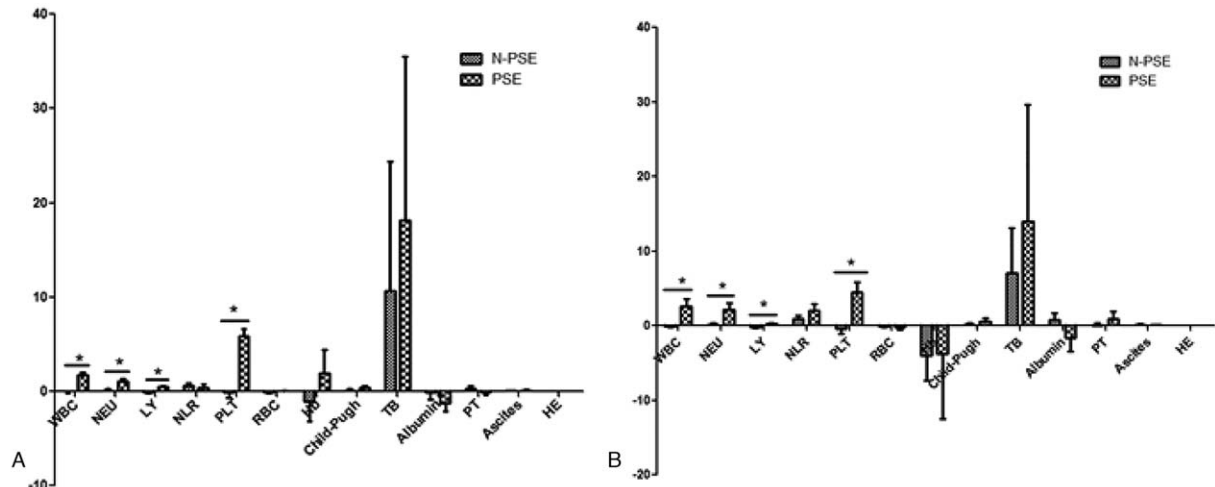 40
30
20
10
0
-10
N-PSE
PSE
*
*
*
*
WBC
NEU
LY
NLR
PLT
RBC
Hb
Child-Pugh
TB
Albumin
PT
Ascites
HE
A
40
30
20
10
0
-10
-20
N-PSE
PSE
*
*
*
*
WBC
NEU
LY
NLR
PLT
RBC
Child-Pugh
TB
Albumin
PT
Ascites
HE
B